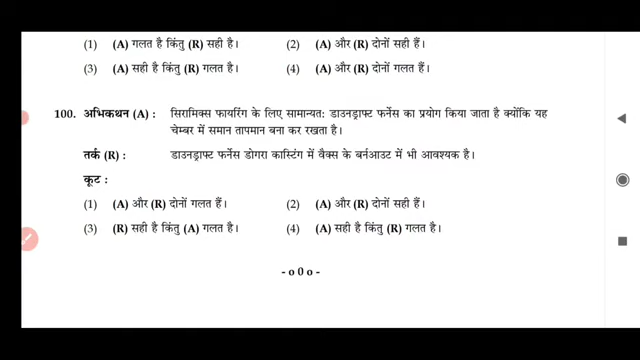 (1) (A) गलत है किंतु (R) सही है। (2) (A) और (R) दोनों सही हैं।
(3) (A) सही है किंतु (R) गलत है। (4) (A) और (R) दोनों गलत हैं।
100. अभिकथन (A) : सिरामिक्स फायरिंग के लिए सामान्यतः डाउनड्राफ्ट फर्नेस का प्रयोग किया जाता है क्योंकि यह
चेम्बर में समान तापमान बना कर रखता है।
तर्क (R) : डाउनड्राफ्ट फर्नेस डोगरा कास्टिंग में वैक्स के बर्नआउट में भी आवश्यक है।
कूट :
(1) (A) और (R) दोनों गलत हैं। (2) (A) और (R) दोनों सही हैं।
(3) (R) सही है किंतु (A) गलत है। (4) (A) सही है किंतु (R) गलत है।
- o 0 o -